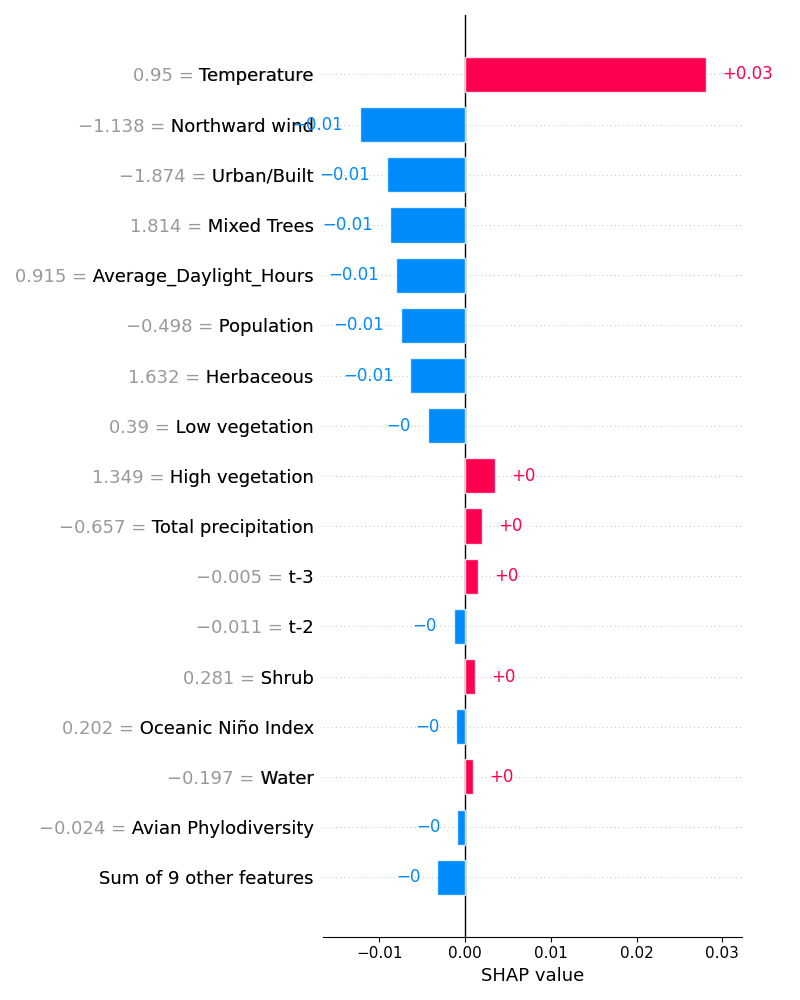 0.95 = Temperature +0.03
−1.138 = Northward wind −0.01
−1.874 = Urban/Built −0.01
1.814 = Mixed Trees −0.01
0.915 = Average_Daylight_Hours −0.01
−0.498 = Population −0.01
1.632 = Herbaceous −0.01
0.39 = Low vegetation −0
1.349 = High vegetation +0
−0.657 = Total precipitation +0
−0.005 = t-3 +0
−0.011 = t-2 −0
0.281 = Shrub +0
0.202 = Oceanic Niño Index −0
−0.197 = Water +0
−0.024 = Avian Phylodiversity −0
Sum of 9 other features −0
−0.01 0.00 0.01 0.02 0.03
SHAP value